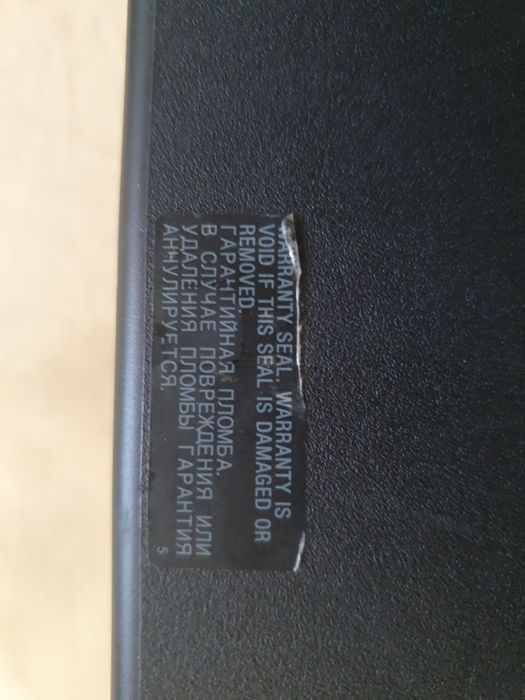 WARRANTY SEAL. WARRANTY IS
VOID IF THIS SEAL IS DAMAGED OR
REMOVED.
ГАРАНТИЙНАЯ ПЛОМБА.
В СЛУЧАЕ ПОВРЕЖДЕНИЯ ИЛИ
УДАЛЕНИЯ ПЛОМБЫ ГАРАНТИЯ
АННУЛИРУЕТСЯ.
5